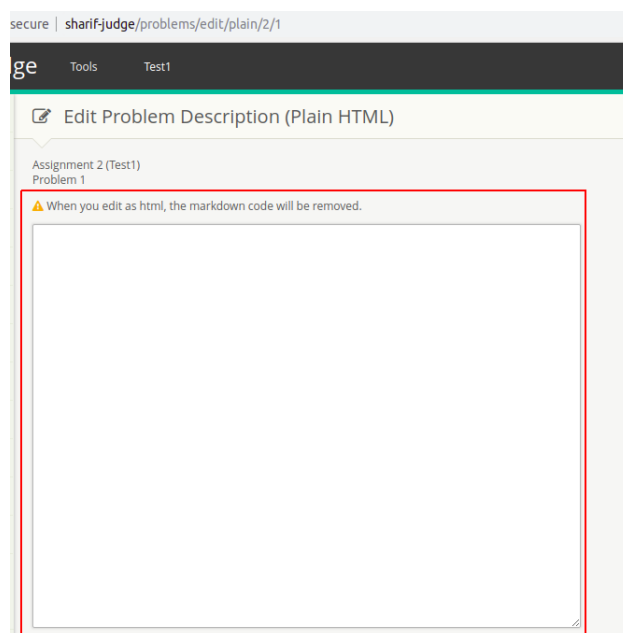 secure | sharif-judge/problems/edit/plain/2/1
Tools Test1
Edit Problem Description (Plain HTML)
Assignment 2 (Test1)
Problem 1
When you edit as html, the markdown code will be removed.